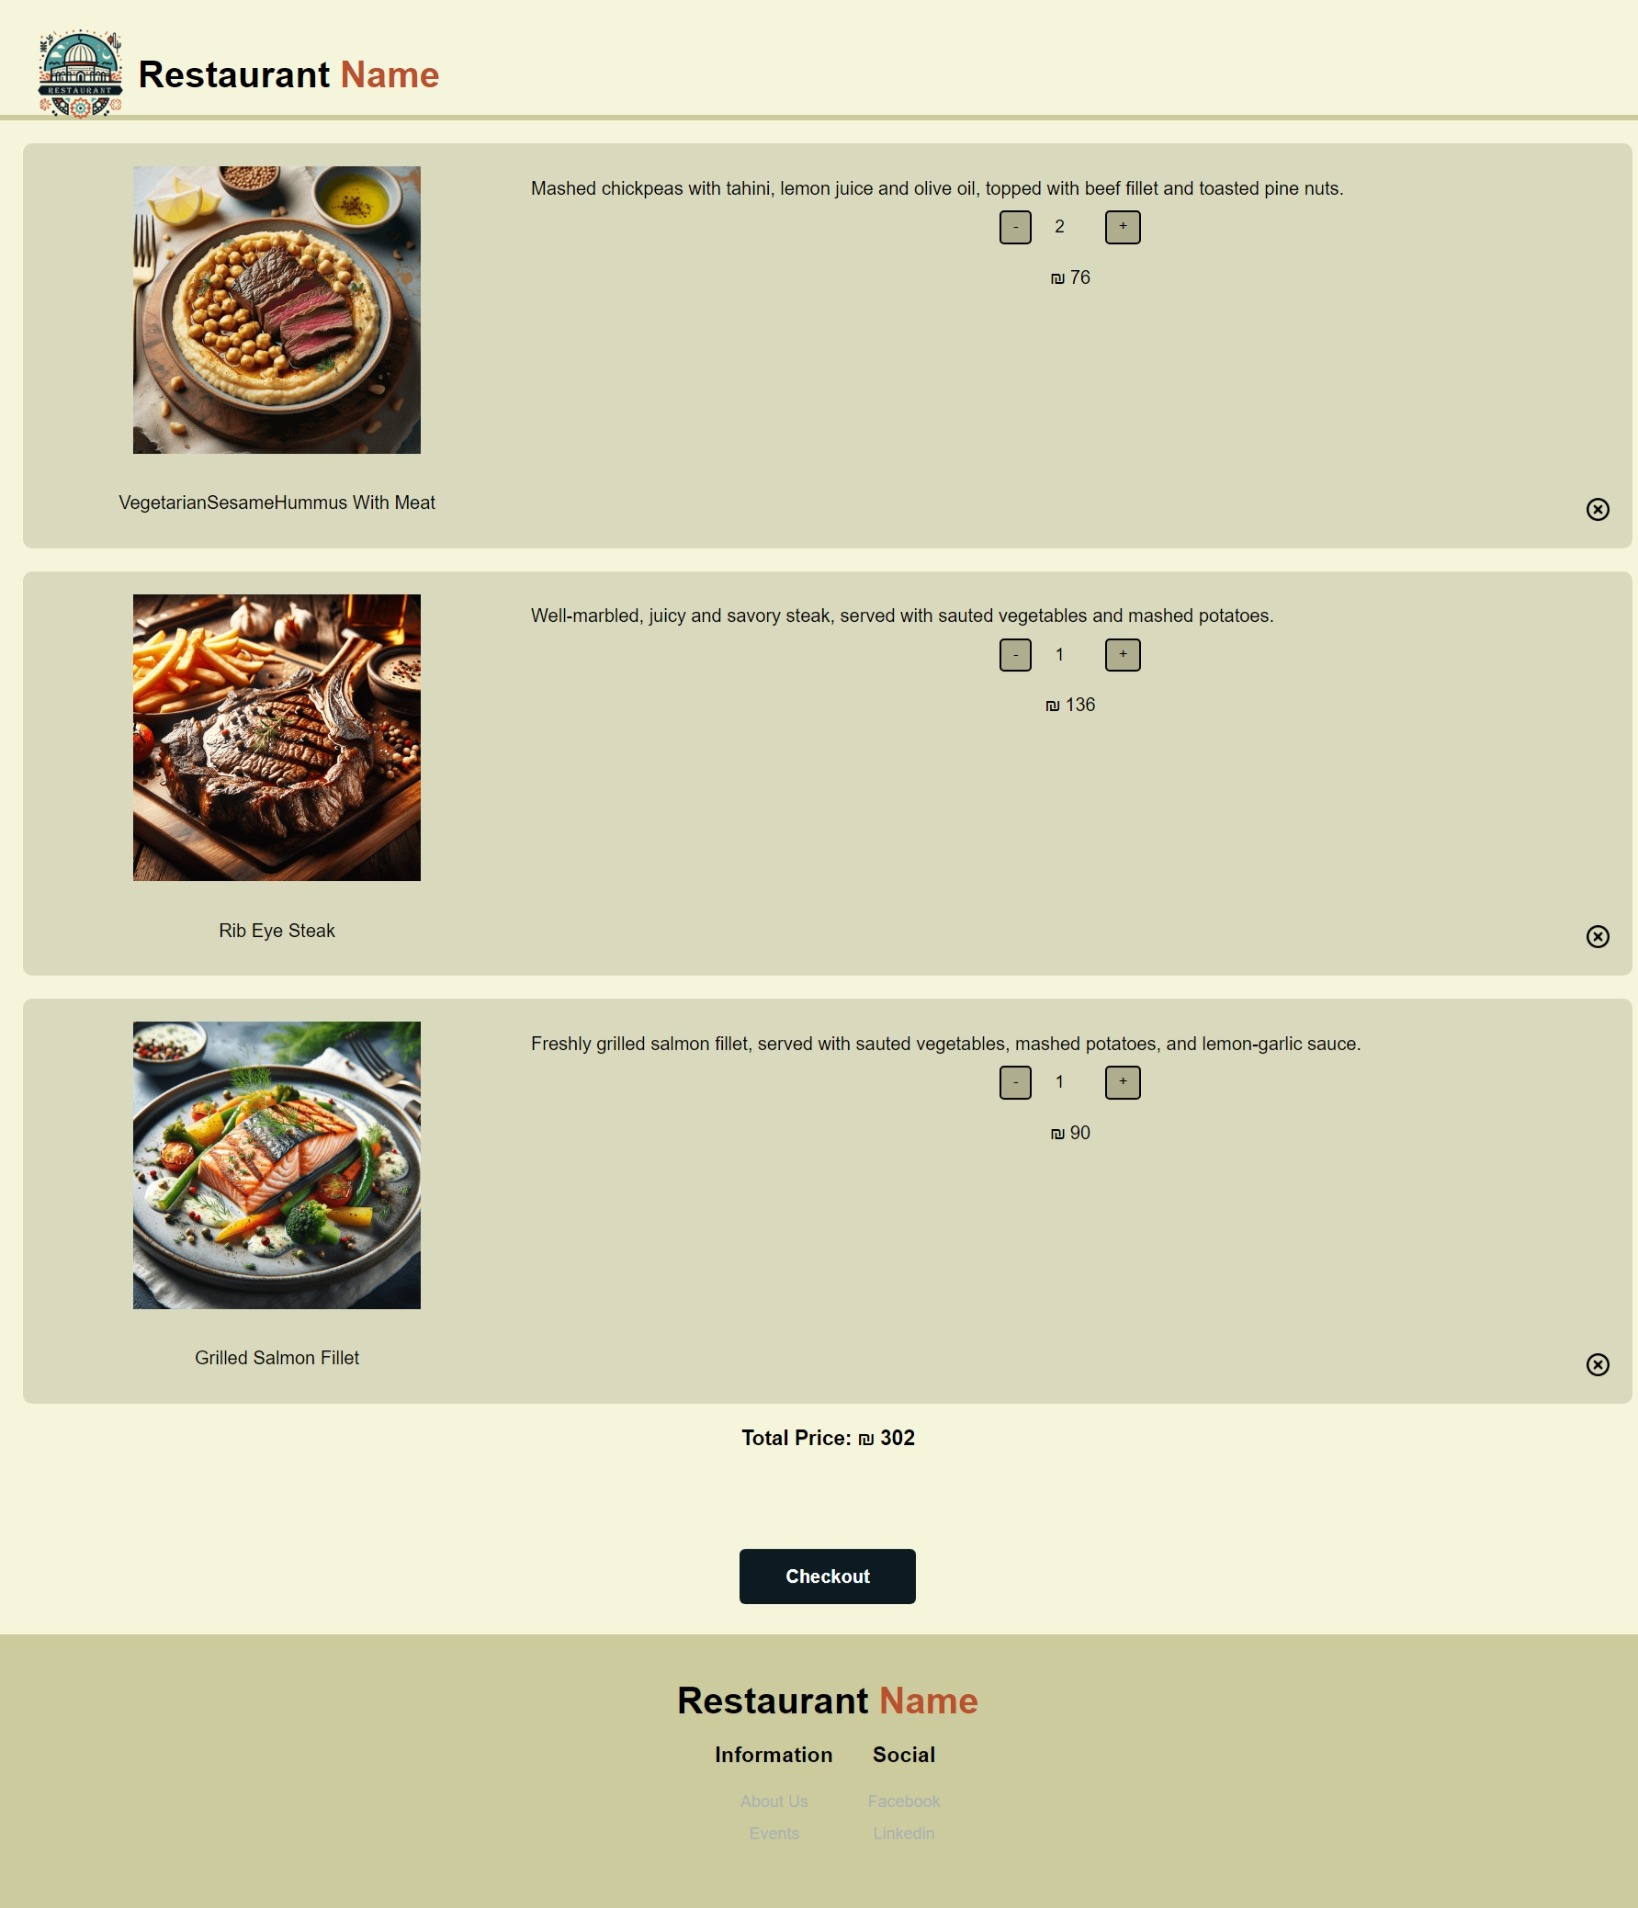 RESTAURANT
Restaurant Name
Mashed chickpeas with tahini, lemon juice and olive oil, topped with beef fillet and toasted pine nuts.
- 2 +
₪ 76
VegetarianSesameHummus With Meat
Well-marbled, juicy and savory steak, served with sauted vegetables and mashed potatoes.
- 1 +
₪ 136
Rib Eye Steak
Freshly grilled salmon fillet, served with sauted vegetables, mashed potatoes, and lemon-garlic sauce.
- 1 +
₪ 90
Grilled Salmon Fillet
Total Price: ₪ 302
Checkout
Restaurant Name
Information Social
About Us Facebook
Events Linkedin